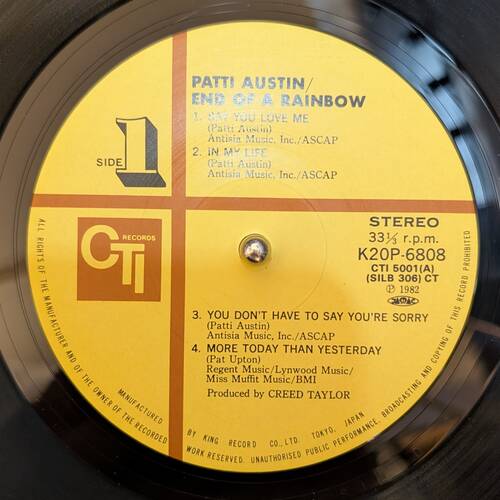 PATTI AUSTIN/
END OF A RAINBOW
1. SAY YOU LOVE ME
(Patti Austin)
Antisia Music, Inc./ASCAP
2. IN MY LIFE
(Patti Austin)
Antisia Music, Inc./ASCAP
SIDE 1
CTI
RECORDS
STEREO
33⅓ r.p.m.
K20P-6808
CTI 5001(A)
(SILB 306) CT
Ⓟ 1982
3. YOU DON'T HAVE TO SAY YOU'RE SORRY
(Patti Austin)
Antisia Music, Inc./ASCAP
4. MORE TODAY THAN YESTERDAY
(Pat Upton)
Regent Music/Lynwood Music/
Miss Muffit Music/BMI
Produced by CREED TAYLOR
MANUFACTURED BY KING RECORD CO., LTD. TOKYO, JAPAN
ALL RIGHTS OF THE MANUFACTURER AND OF THE OWNER OF THE RECORDED WORK RESERVED. UNAUTHORISED PUBLIC PERFORMANCE, BROADCASTING AND COPYING OF THIS RECORD PROHIBITED